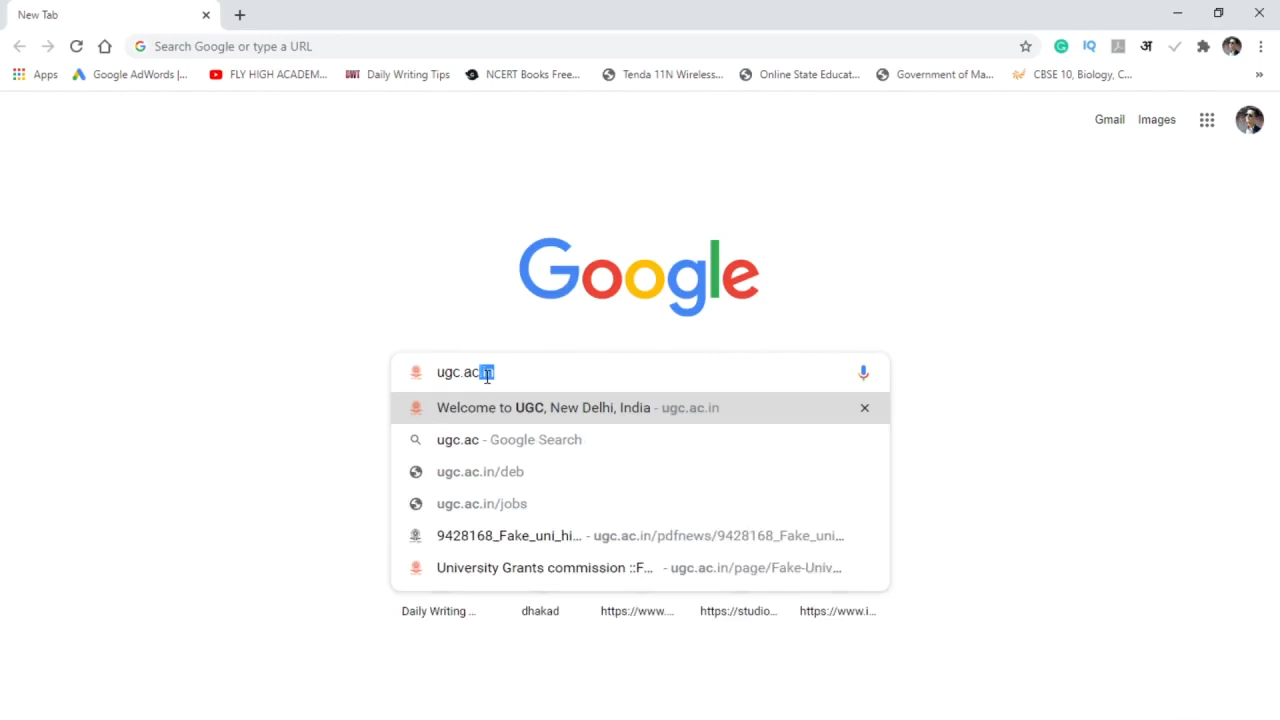 New Tab
Search Google or type a URL
IQ
अ
Apps
Google AdWords |...
FLY HIGH ACADEM...
Daily Writing Tips
NCERT Books Free...
Tenda 11N Wireless...
Online State Educat...
Government of Ma...
CBSE 10, Biology, C...
»
Gmail
Images
Google
ugc.ac.in
Welcome to UGC, New Delhi, India - ugc.ac.in
ugc.ac - Google Search
ugc.ac.in/deb
ugc.ac.in/jobs
9428168_Fake_uni_hi... - ugc.ac.in/pdfnews/9428168_Fake_uni...
University Grants commission ::F... - ugc.ac.in/page/Fake-Univ...
Daily Writing ...
dhakad
https://www....
https://studio...
https://www.i...